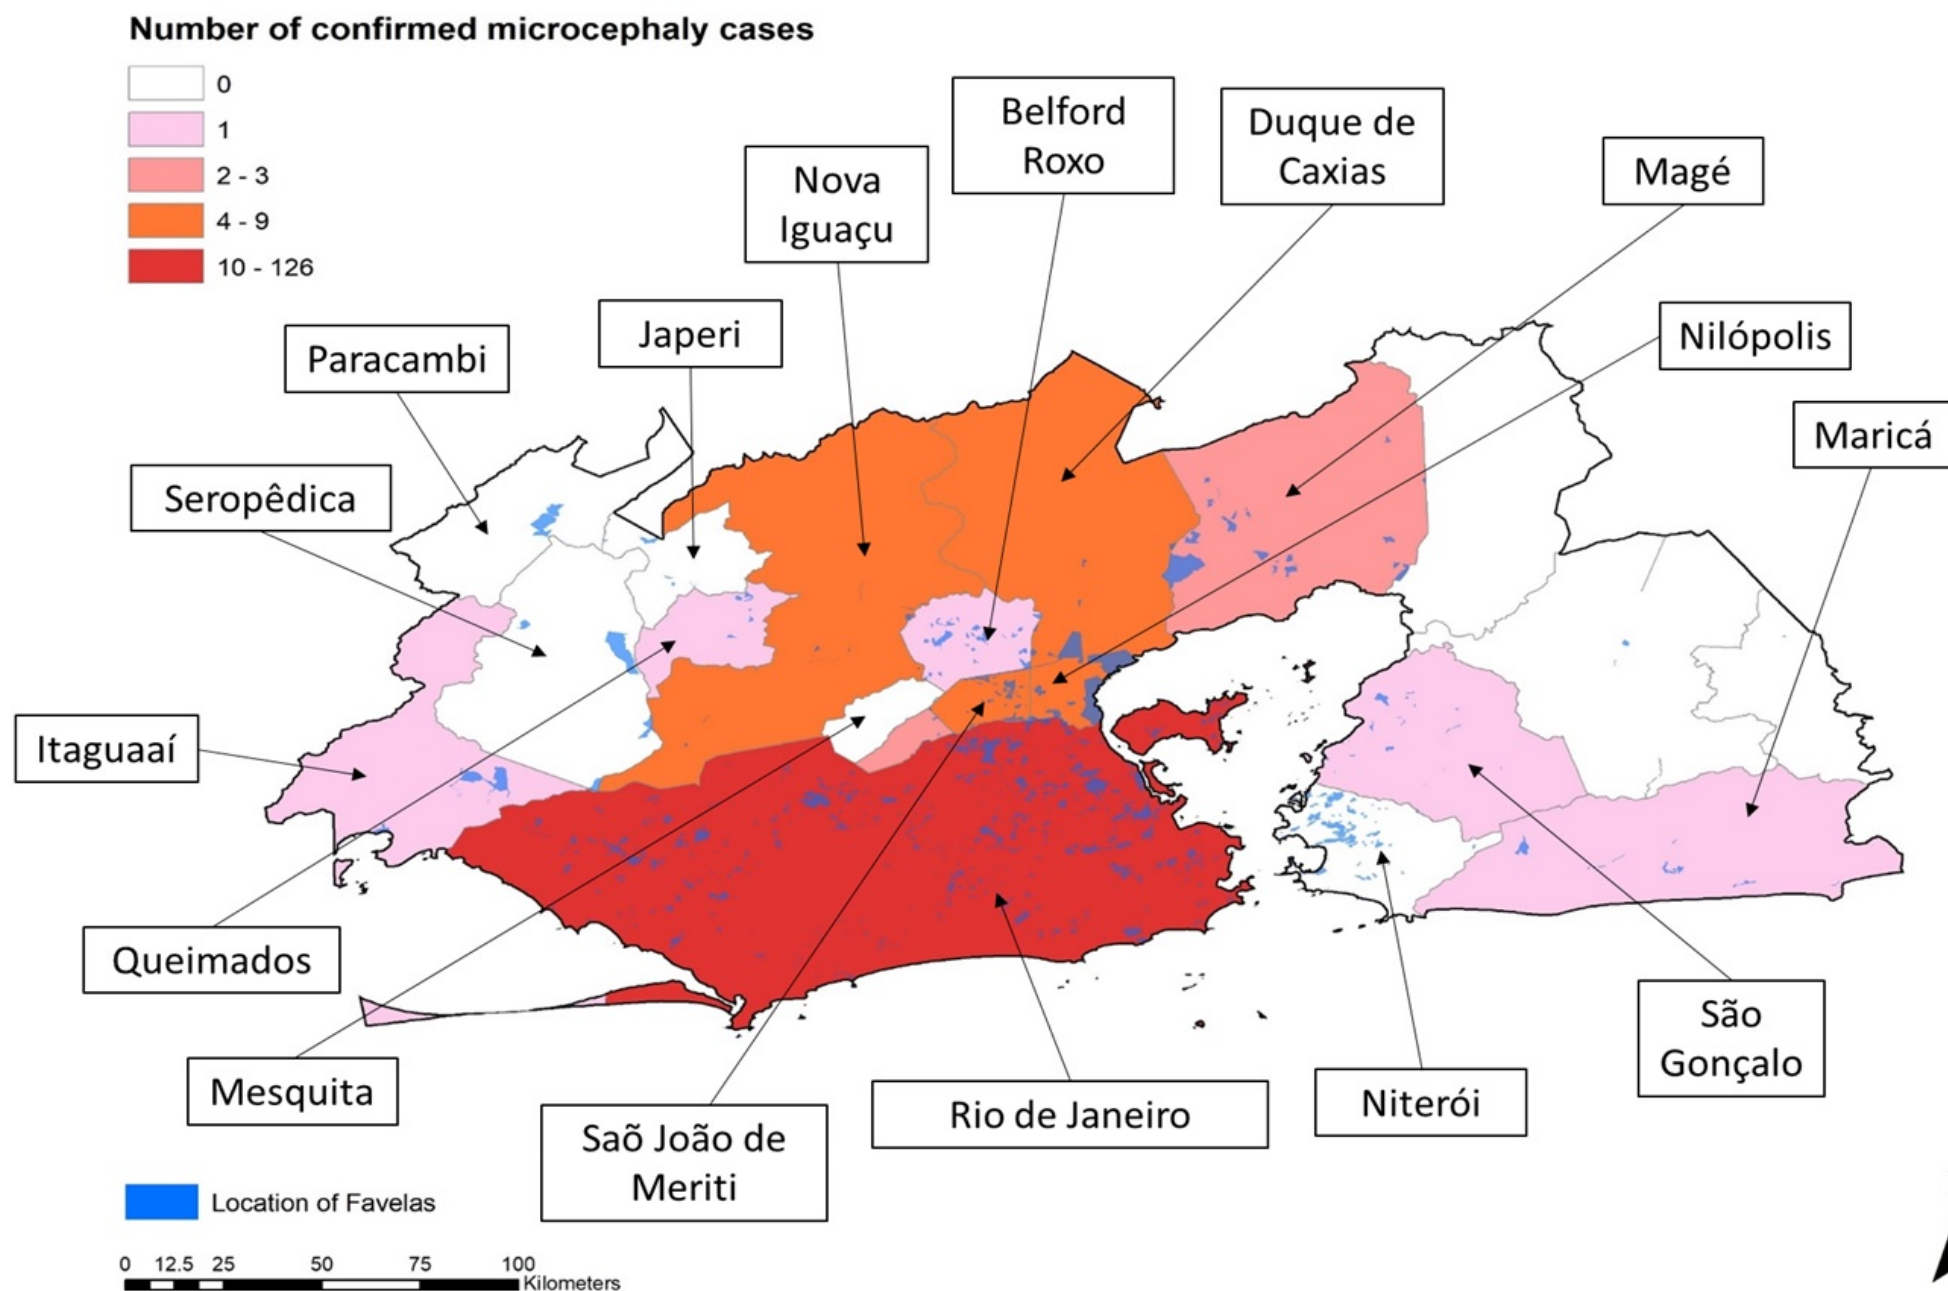 Number of confirmed microcephaly cases
0
1
2 - 3
4 - 9
10 - 126
Belford
Roxo
Duque de
Caxias
Magé
Nova
Iguaçu
Japeri
Paracambi
Nilópolis
Maricá
Seropêdica
Itaguaaí
Queimados
Mesquita
Saõ João de
Meriti
Rio de Janeiro
Niterói
São
Gonçalo
Location of Favelas
0 12.5 25 50 75 100
Kilometers